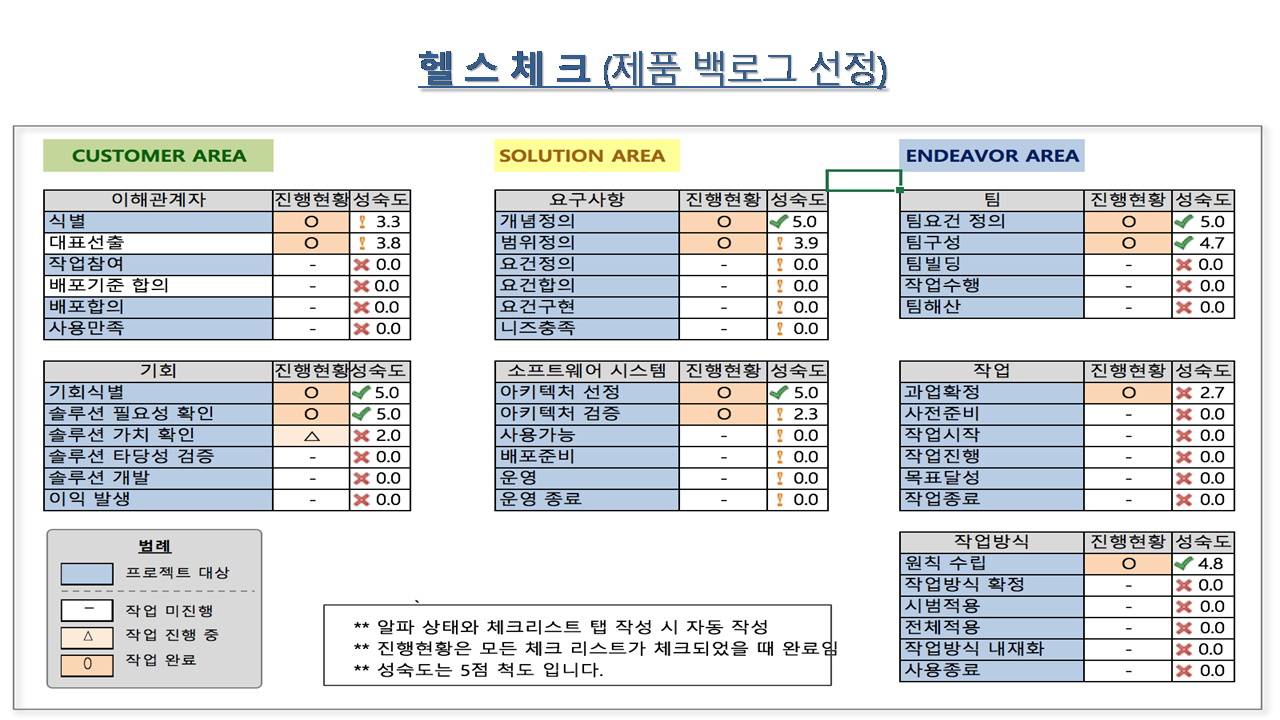 헬 스 체 크 (제품 백로그 선정)
CUSTOMER AREA
이해관계자 진행현황 성숙도
식별 O 3.3
대표선출 O 3.8
작업참여 - 0.0
배포기준 합의 - 0.0
배포합의 - 0.0
사용만족 - 0.0
기회 진행현황 성숙도
기회식별 O 5.0
솔루션 필요성 확인 O 5.0
솔루션 가치 확인 △ 2.0
솔루션 타당성 검증 - 0.0
솔루션 개발 - 0.0
이익 발생 - 0.0
범례
프로젝트 대상
- 작업 미진행
△ 작업 진행 중
O 작업 완료
SOLUTION AREA
요구사항 진행현황 성숙도
개념정의 O 5.0
범위정의 O 3.9
요건정의 - 0.0
요건합의 - 0.0
요건구현 - 0.0
니즈충족 - 0.0
소프트웨어 시스템 진행현황 성숙도
아키텍처 선정 O 5.0
아키텍처 검증 O 2.3
사용가능 - 0.0
배포준비 - 0.0
운영 - 0.0
운영 종료 - 0.0
` 
** 알파 상태와 체크리스트 탭 작성 시 자동 작성
** 진행현황은 모든 체크 리스트가 체크되었을 때 완료임
** 성숙도는 5점 척도 입니다.
ENDEAVOR AREA
팀 진행현황 성숙도
팀요건 정의 O 5.0
팀구성 O 4.7
팀빌딩 - 0.0
작업수행 - 0.0
팀해산 - 0.0
작업 진행현황 성숙도
과업확정 O 2.7
사전준비 - 0.0
작업시작 - 0.0
작업진행 - 0.0
목표달성 - 0.0
작업종료 - 0.0
작업방식 진행현황 성숙도
원칙 수립 O 4.8
작업방식 확정 - 0.0
시범적용 - 0.0
전체적용 - 0.0
작업방식 내재화 - 0.0
사용종료 - 0.0